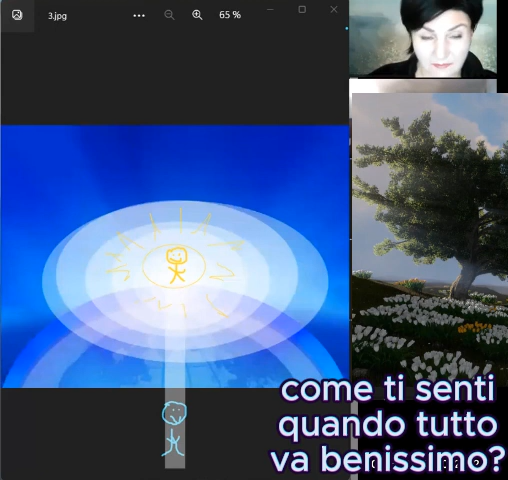 3.jpg
65 %
come ti senti
quando tutto
va benissimo?